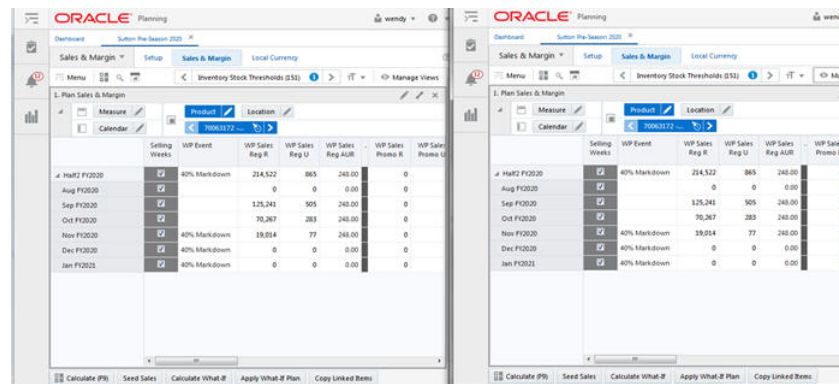 ORACLE Planning wendy
Dashboard Sutton Pre-Season 2020 ×
Sales & Margin Setup Sales & Margin Local Currency
12 Menu Inventory Stock Thresholds (151) Manage Views
1. Plan Sales & Margin
Measure Product Location
Calendar 70063172 -...
Selling Weeks WP Event WP Sales Reg R WP Sales Reg U WP Sales Reg AUR . WP Sales Promo R WP Sales Promo U
Half2 FY2020 40% Markdown 214,522 865 248.00 0
Aug FY2020 0 0 0.00 0
Sep FY2020 125,241 505 248.00 0
Oct FY2020 70,267 283 248.00 0
Nov FY2020 40% Markdown 19,014 77 248.00 0
Dec FY2020 40% Markdown 0 0 0.00 0
Jan FY2021 40% Markdown 0 0 0.00 0
Calculate (F9) Seed Sales Calculate What-If Apply What-If Plan Copy Linked Items
ORACLE Planning wen
Dashboard Sutton Pre-Season 2020 ×
Sales & Margin Setup Sales & Margin Local Currency
12 Menu Inventory Stock Thresholds (151) Ma
1. Plan Sales & Margin
Measure Product Location
Calendar 70063172 -...
Selling Weeks WP Event WP Sales Reg R WP Sales Reg U WP Sales Reg AUR . WP Sale Promo
Half2 FY2020 40% Markdown 214,522 865 248.00
Aug FY2020 0 0 0.00
Sep FY2020 125,241 505 248.00
Oct FY2020 70,267 283 248.00
Nov FY2020 40% Markdown 19,014 77 248.00
Dec FY2020 40% Markdown 0 0 0.00
Jan FY2021 40% Markdown 0 0 0.00
Calculate (F9) Seed Sales Calculate What-If Apply What-If Plan Copy Linked Items